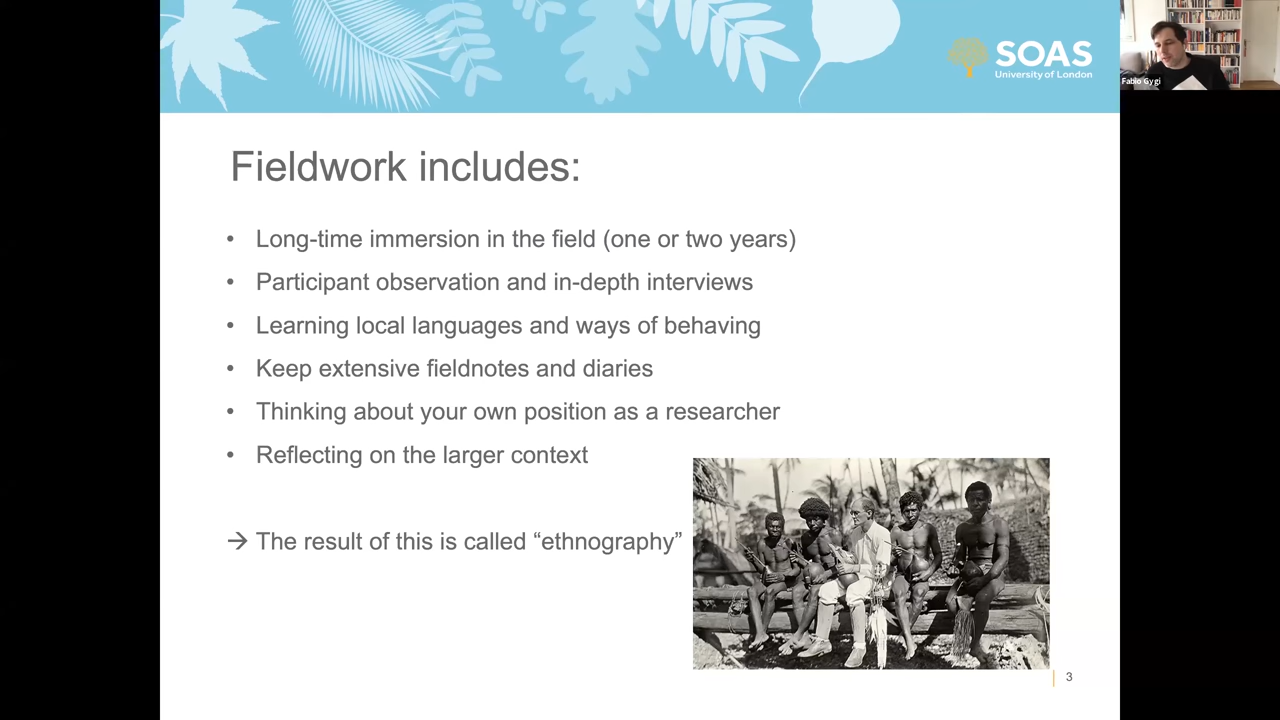 SOAS
University of London
Fabio Gygi
Fieldwork includes:
• Long-time immersion in the field (one or two years)
• Participant observation and in-depth interviews
• Learning local languages and ways of behaving
• Keep extensive fieldnotes and diaries
• Thinking about your own position as a researcher
• Reflecting on the larger context
→ The result of this is called “ethnography”
3